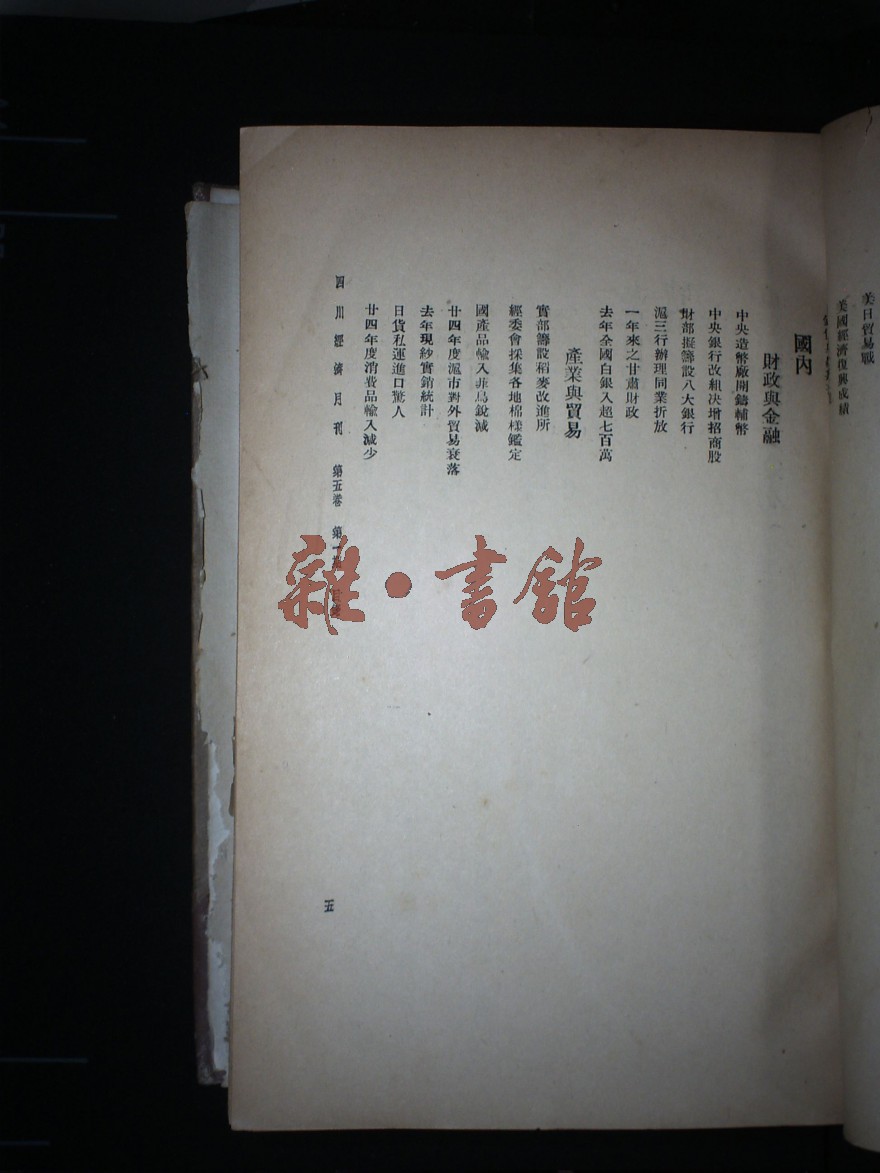 美日貿易戰
美國經濟復興成績
國內
財政與金融
中央造幣廠開鑄輔幣
中央銀行改組決增招商股
財部擬籌設八大銀行
滬三行辦理同業折放
一年來之甘肅財政
去年全國白銀入超七百萬
產業與貿易
實部籌設稻麥改進所
經委會採集各地棉樣鑑定
國產品輸入菲島銳減
廿四年度滬市對外貿易衰落
去年現紗實銷統計
日貨私運進口驚人
廿四年度消費品輸入減少
四川經濟月刊 第五卷 第一
五
雜·書館